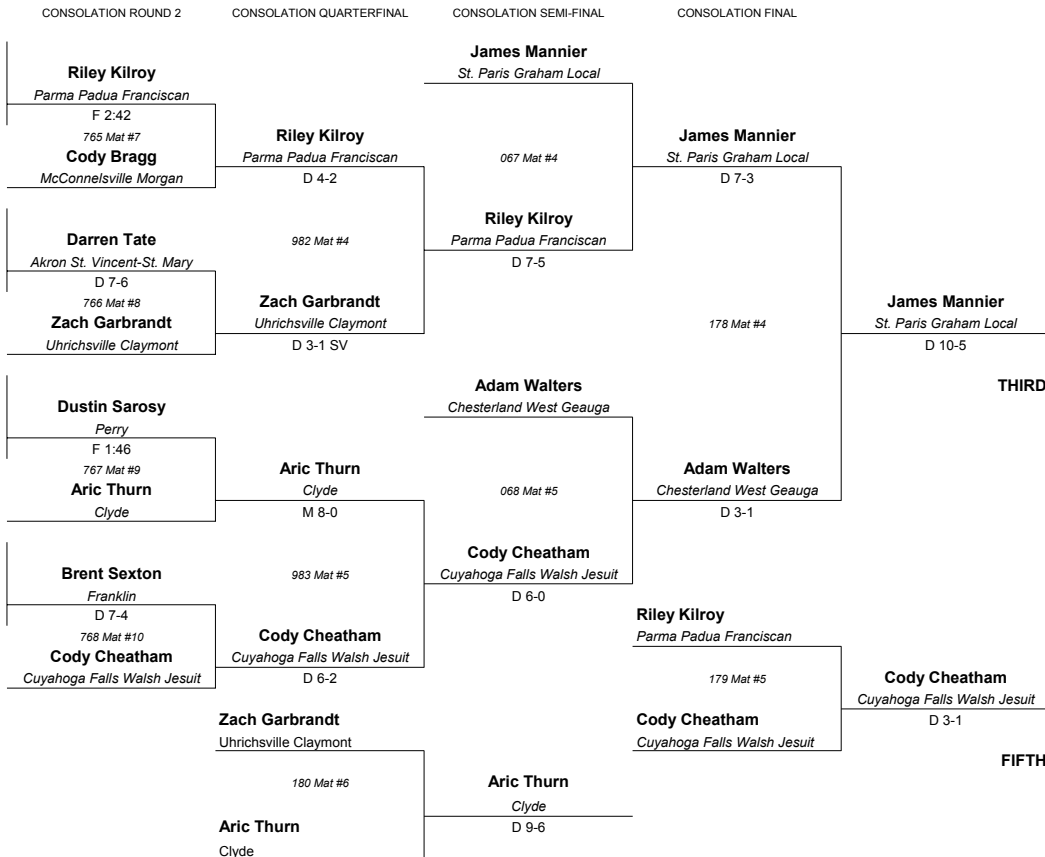 CONSOLATION ROUND 2
CONSOLATION QUARTERFINAL
CONSOLATION SEMI-FINAL
CONSOLATION FINAL
Riley Kilroy
Parma Padua Franciscan
F 2:42
765 Mat #7
Cody Bragg
McConnelsville Morgan
Darren Tate
Akron St. Vincent-St. Mary
D 7-6
766 Mat #8
Zach Garbrandt
Uhrichsville Claymont
Dustin Sarosy
Perry
F 1:46
767 Mat #9
Aric Thurn
Clyde
Brent Sexton
Franklin
D 7-4
768 Mat #10
Cody Cheatham
Cuyahoga Falls Walsh Jesuit
Riley Kilroy
Parma Padua Franciscan
D 4-2
982 Mat #4
Zach Garbrandt
Uhrichsville Claymont
D 3-1 SV
Aric Thurn
Clyde
M 8-0
983 Mat #5
Cody Cheatham
Cuyahoga Falls Walsh Jesuit
D 6-2
James Mannier
St. Paris Graham Local
067 Mat #4
Riley Kilroy
Parma Padua Franciscan
D 7-5
Adam Walters
Chesterland West Geauga
068 Mat #5
Cody Cheatham
Cuyahoga Falls Walsh Jesuit
D 6-0
James Mannier
St. Paris Graham Local
D 7-3
178 Mat #4
Adam Walters
Chesterland West Geauga
D 3-1
James Mannier
St. Paris Graham Local
D 10-5
THIRD
Riley Kilroy
Parma Padua Franciscan
179 Mat #5
Cody Cheatham
Cuyahoga Falls Walsh Jesuit
Cody Cheatham
Cuyahoga Falls Walsh Jesuit
D 3-1
FIFTH
Zach Garbrandt
Uhrichsville Claymont
180 Mat #6
Aric Thurn
Clyde
Aric Thurn
Clyde
D 9-6